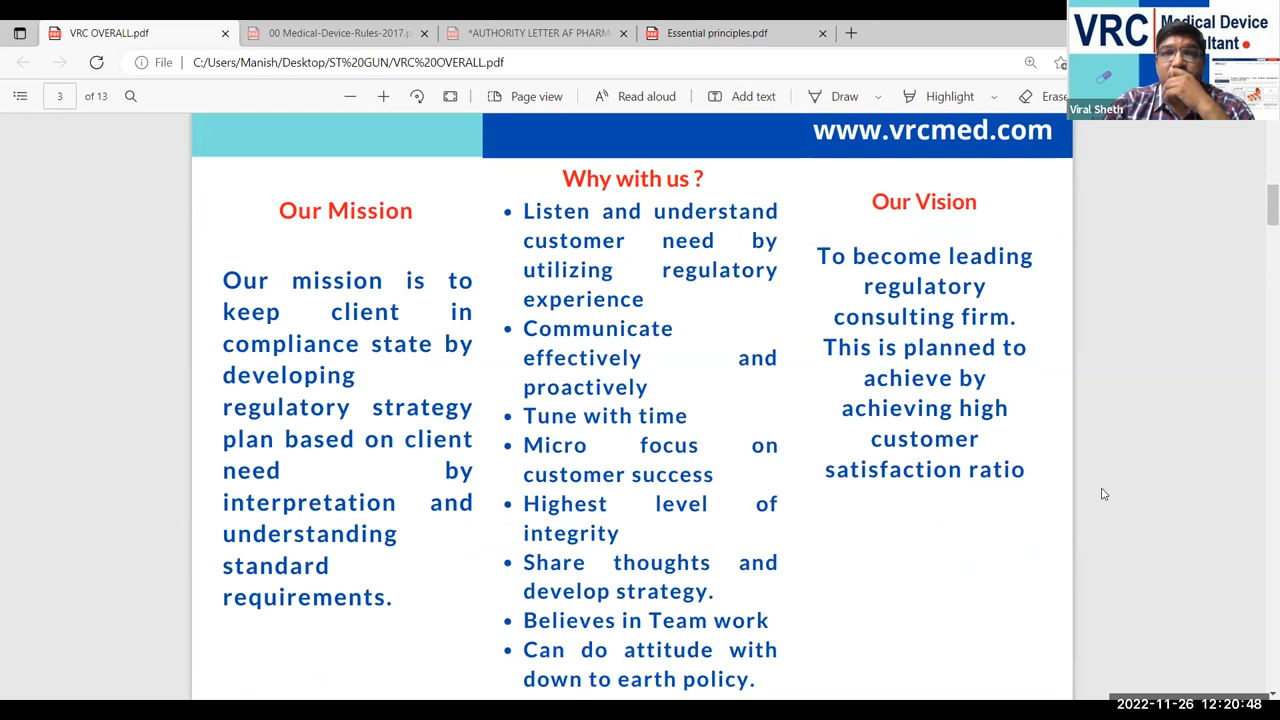 VRC OVERALL.pdf
00 Medical-Device-Rules-2017.p
*AUTHORITY LETTER AF PHARM
Essential principles.pdf
File
C:/Users/Manish/Desktop/ST%20GUN/VRC%20OVERALL.pdf
3 of 13
Page view
Read aloud
Add text
Draw
Highlight
Erase
VRC Medical Device
ultant
Viral Sheth
www.vrcmed.com
Our Mission
Our mission is to
keep client in
compliance state by
developing
regulatory strategy
plan based on client
need by
interpretation and
understanding
standard
requirements.
Why with us ?
• Listen and understand
customer need by
utilizing regulatory
experience
• Communicate
effectively and
proactively
• Tune with time
• Micro focus on
customer success
• Highest level of
integrity
• Share thoughts and
develop strategy.
• Believes in Team work
• Can do attitude with
down to earth policy.
Our Vision
To become leading
regulatory
consulting firm.
This is planned to
achieve by
achieving high
customer
satisfaction ratio
2022-11-26 12:20:48